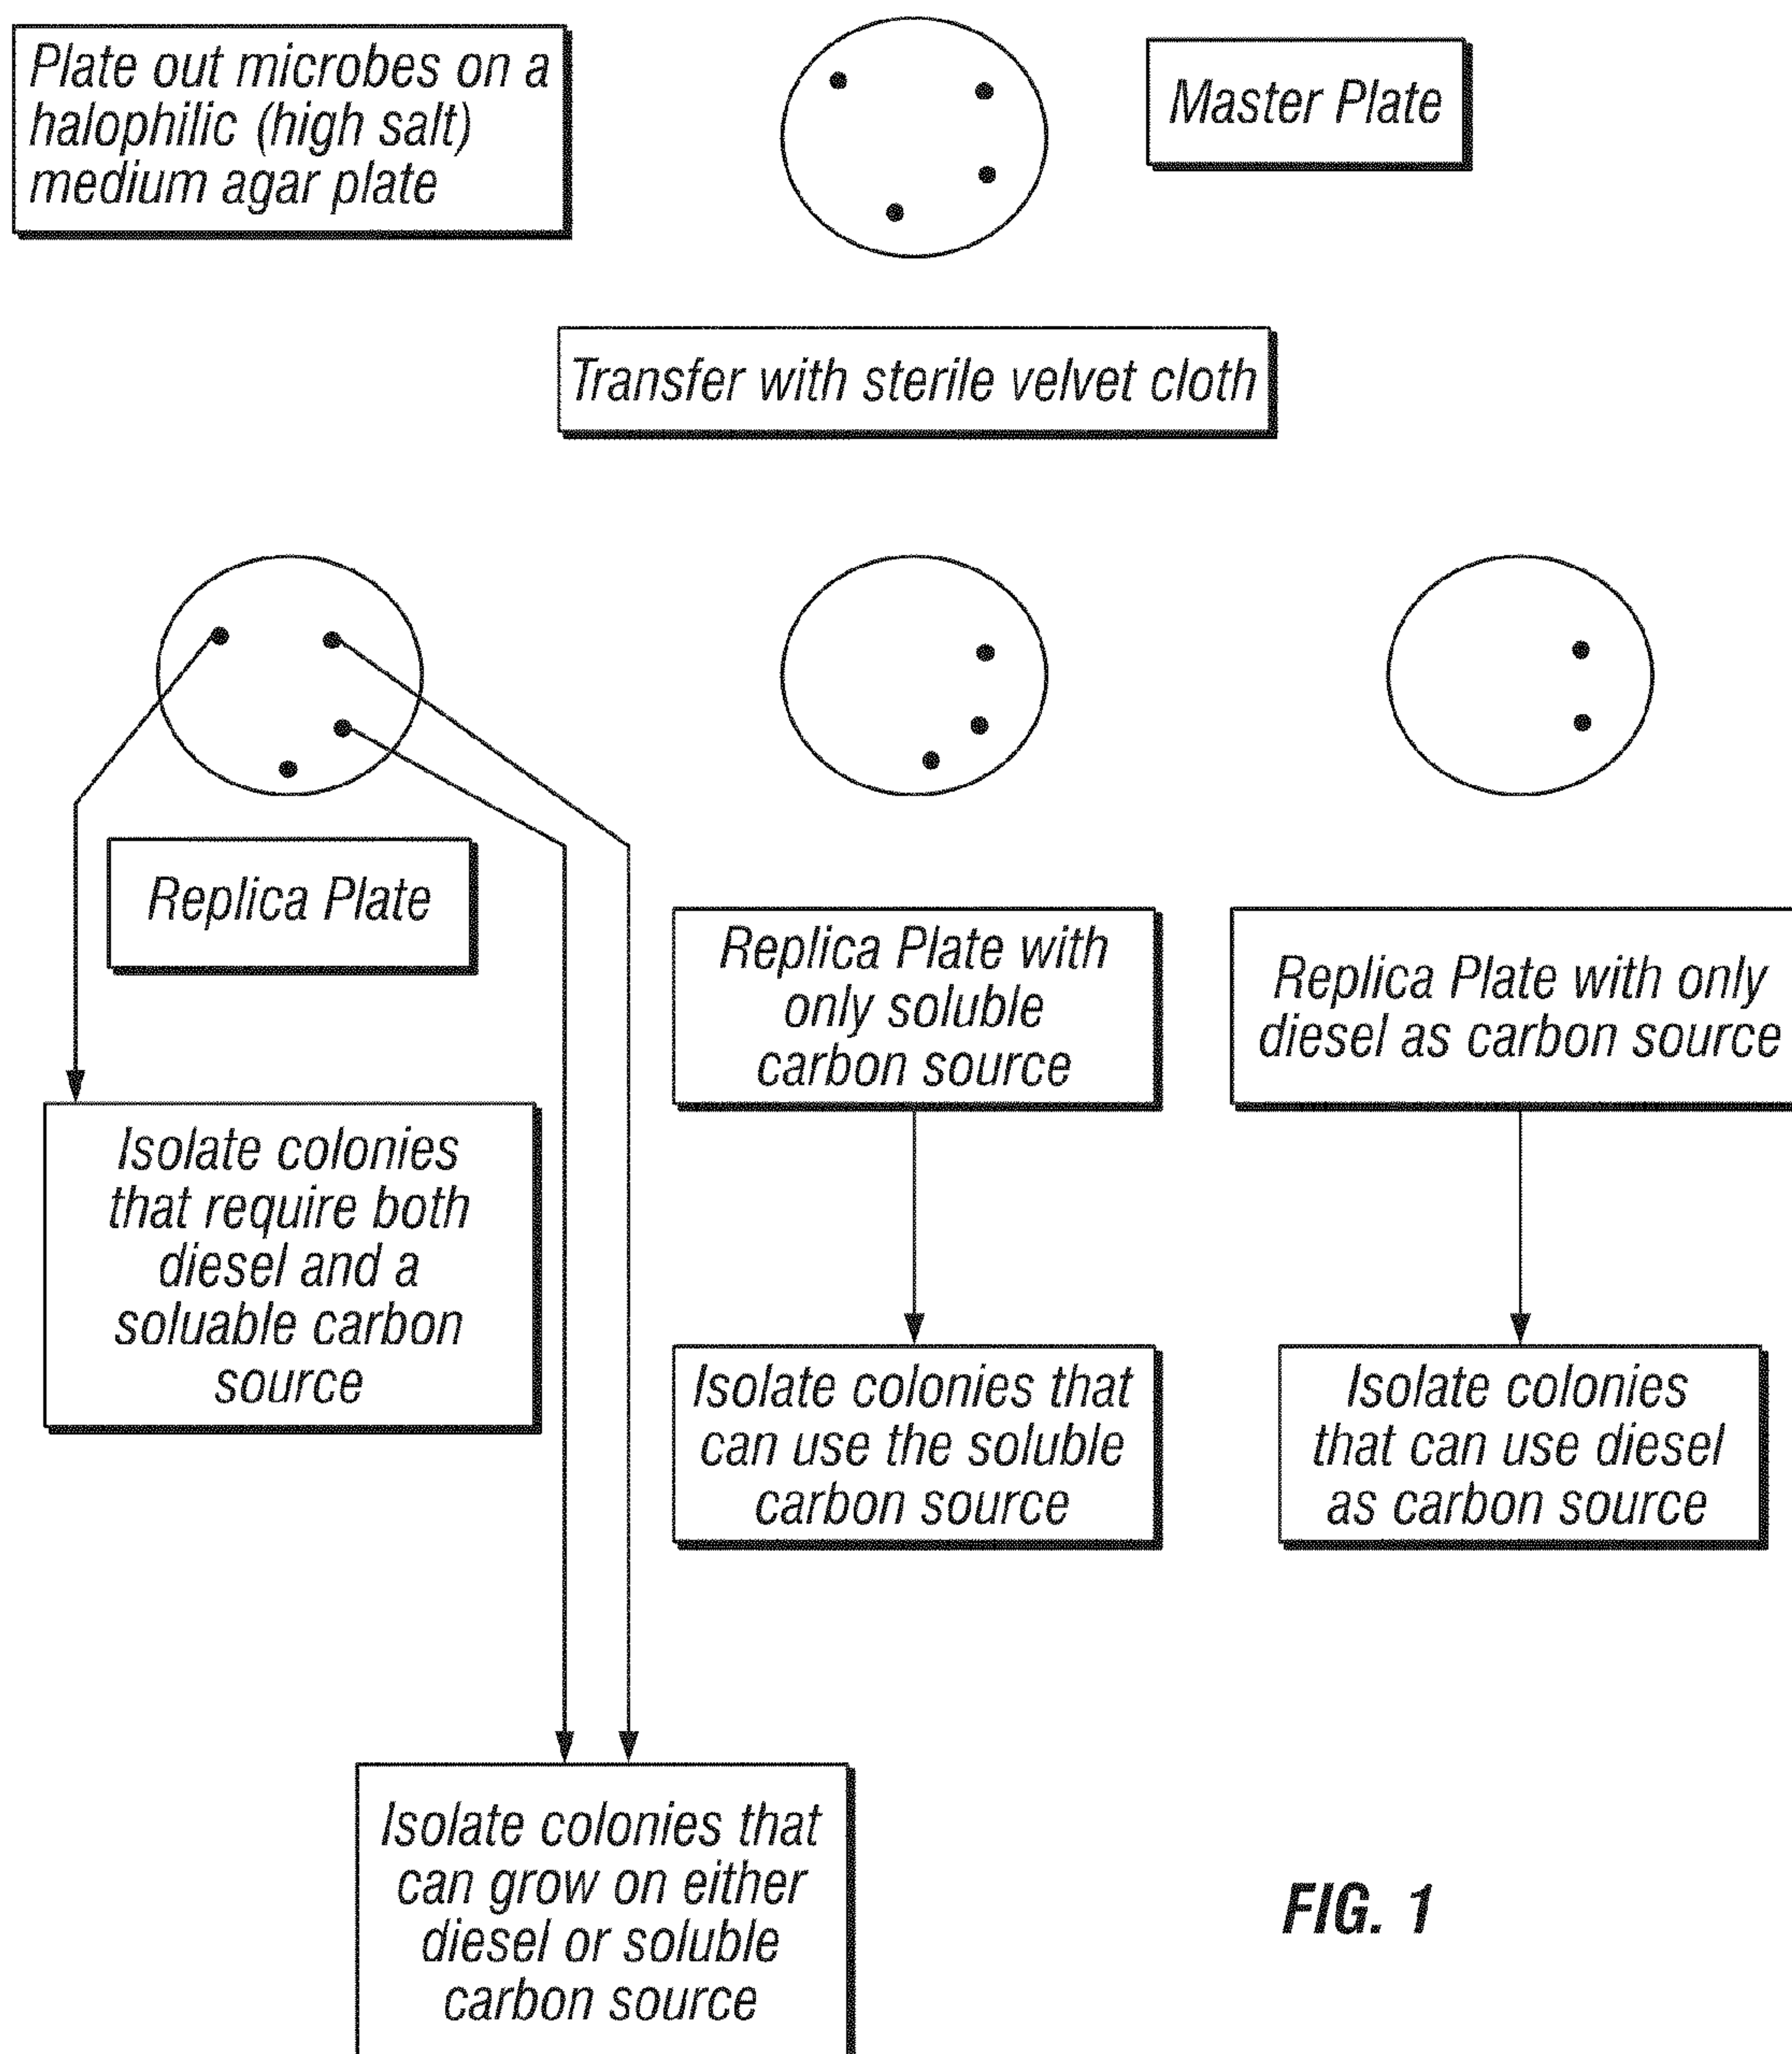 Plate out microbes on a
halophilic (high salt)
medium agar plate
Master Plate
Transfer with sterile velvet cloth
Replica Plate
Replica Plate with
only soluble
carbon source
Replica Plate with only
diesel as carbon source
Isolate colonies
that require both
diesel and a
soluable carbon
source
Isolate colonies that
can use the soluble
carbon source
Isolate colonies
that can use diesel
as carbon source
Isolate colonies that
can grow on either
diesel or soluble
carbon source
FIG. 1